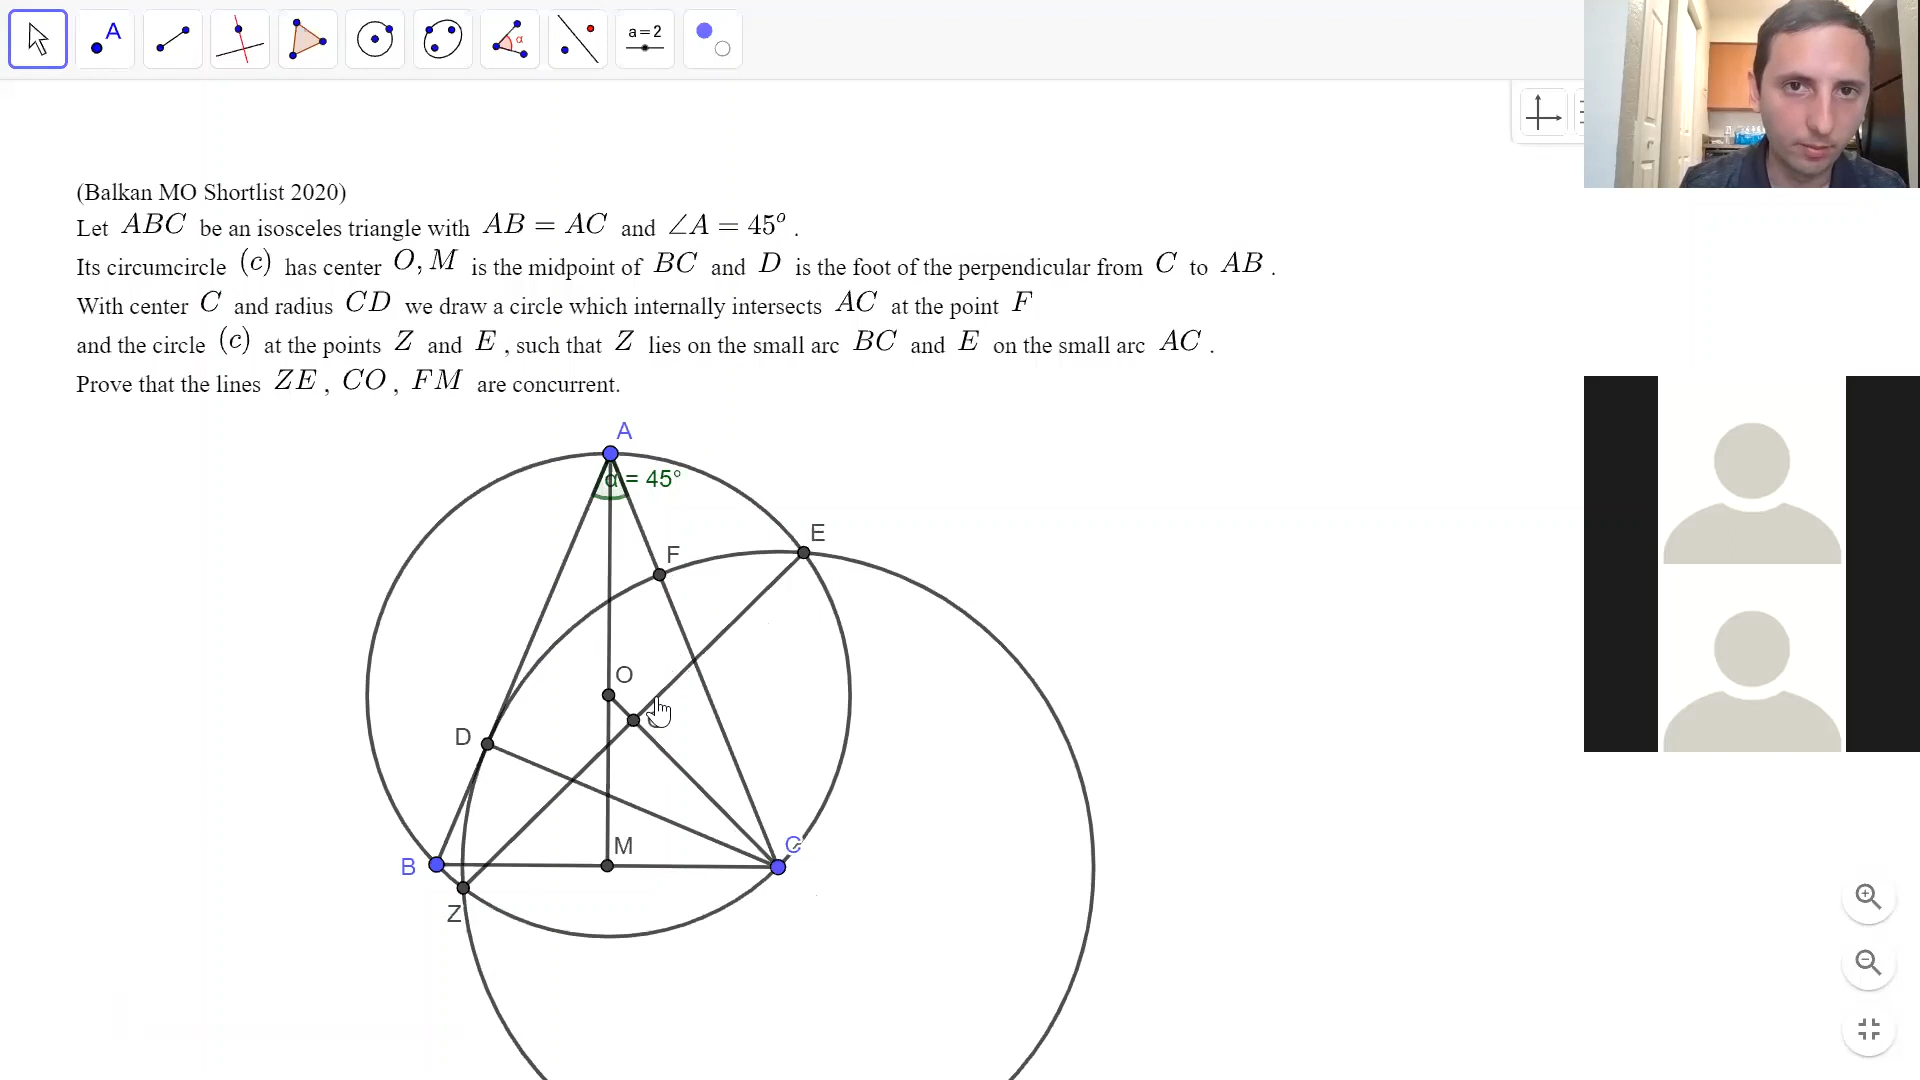 A
α
a=2
(Balkan MO Shortlist 2020)
Let ABC be an isosceles triangle with AB = AC and ∠A = 45° .
Its circumcircle (c) has center O, M is the midpoint of BC and D is the foot of the perpendicular from C to AB .
With center C and radius CD we draw a circle which internally intersects AC at the point F
and the circle (c) at the points Z and E , such that Z lies on the small arc BC and E on the small arc AC .
Prove that the lines ZE , CO , FM are concurrent.
A
α = 45°
E
F
O
D
M
C
B
Z